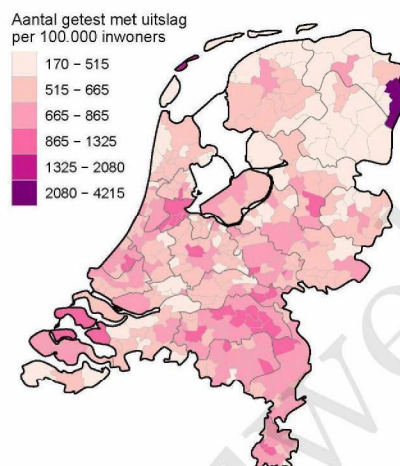 Aantal getest met uitslag
per 100.000 inwoners
170 – 515
515 – 665
665 – 865
865 – 1325
1325 – 2080
2080 – 4215